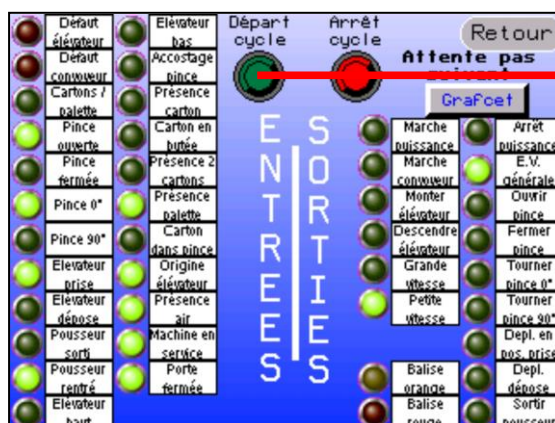 Défaut
élévateur
Défaut
convoyeur
Cartons /
palette
Pince
ouverte
Pince
fermée
Pince 0°
Pince 90°
Elévateur
prise
Elévateur
dépose
Pousseur
sorti
Pousseur
rentré
Elévateur
haut
Elévateur
bas
Accostage
pince
Présence
carton
Carton en
butée
Présence 2
cartons
Présence
palette
Carton
dans pince
Origine
élévateur
Présence
air
Machine en
service
Porte
fermée
Départ
cycle
Arrêt
cycle
ENTREES
SORTIES
Retour
Attente pas
suivant
Grafcet
Marche
puissance
Marche
convoyeur
Monter
élévateur
Descendre
élévateur
Grande
vitesse
Petite
vitesse
Balise
orange
Balise
rouge
Arrêt
puissance
E.V.
générale
Ouvrir
pince
Fermer
pince
Tourner
pince 0°
Tourner
pince 90°
Depl. en
pos. prise
Depl.
dépose
Sortir
pousseur